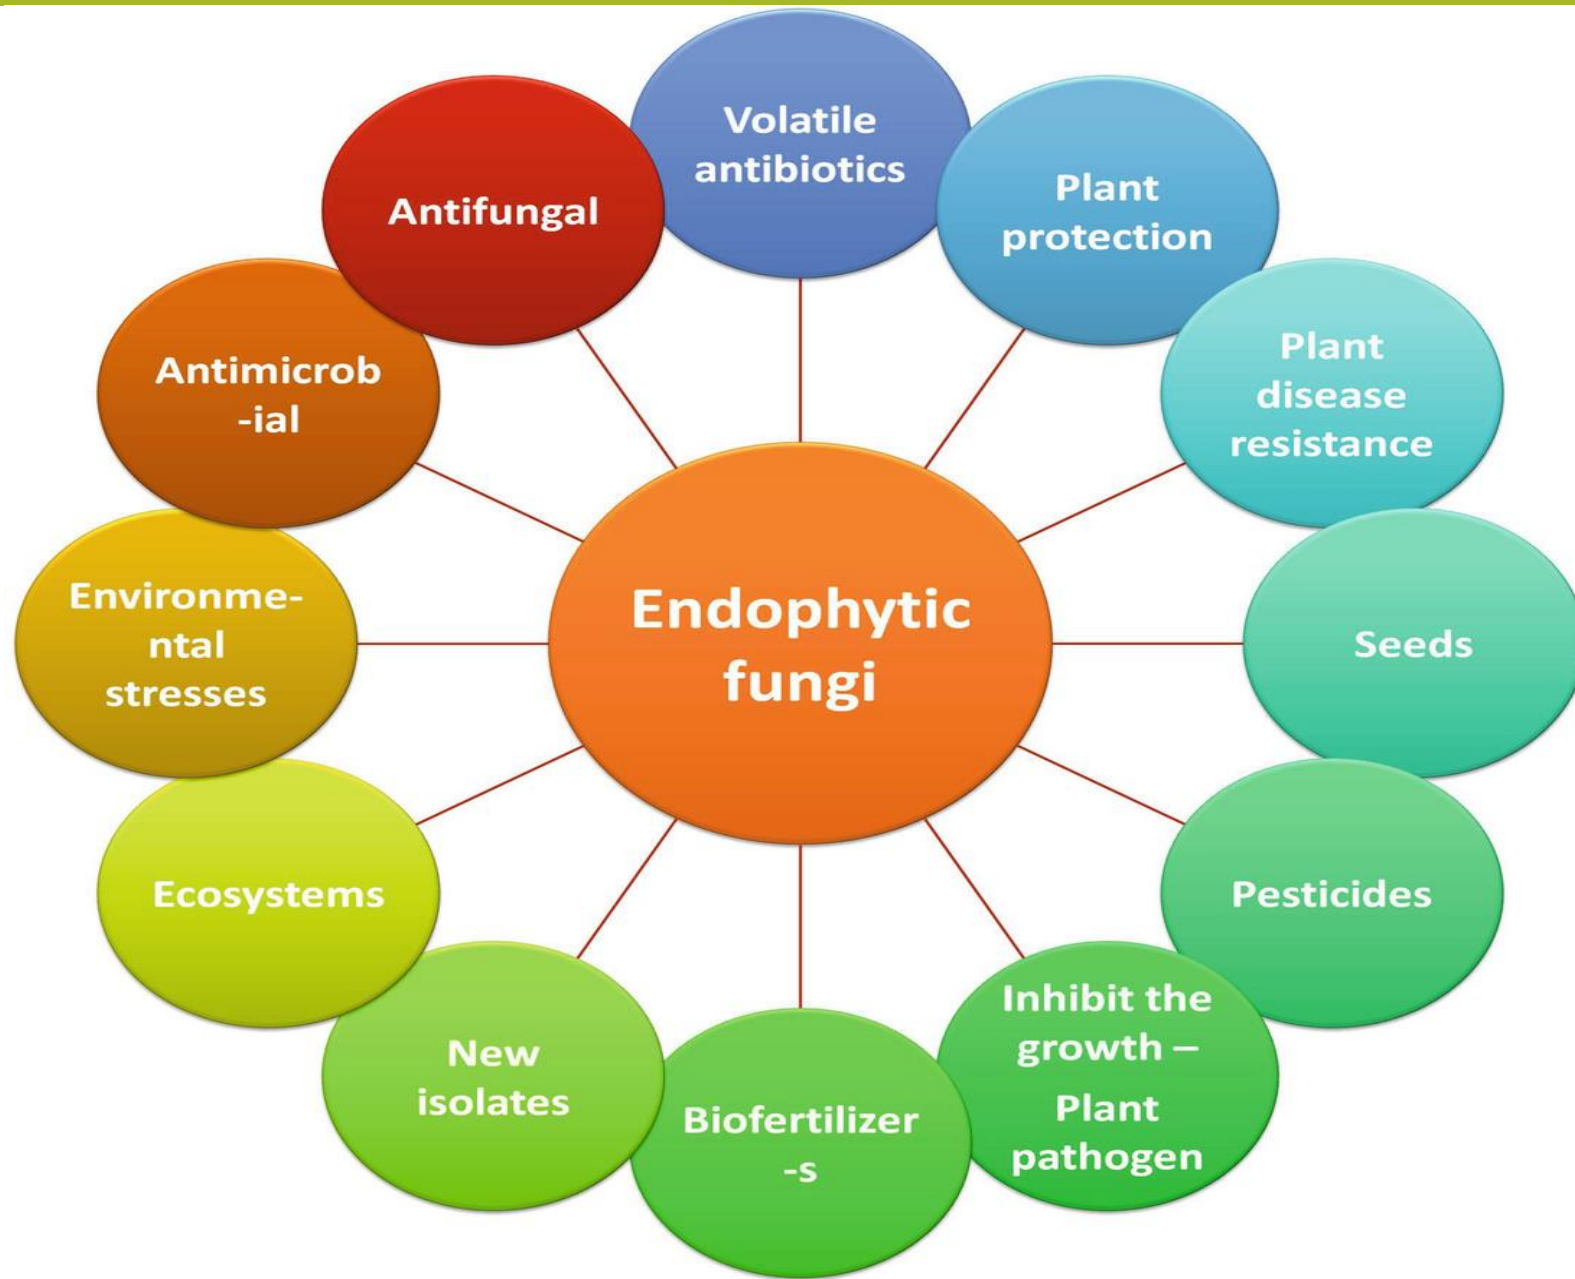 Volatile
antibiotics
Plant
protection
Plant
disease
resistance
Seeds
Pesticides
Inhibit the
growth –
Plant
pathogen
Biofertilizer
-s
New
isolates
Ecosystems
Environme-
ntal
stresses
Antimicrob
-ial
Antifungal
Endophytic
fungi